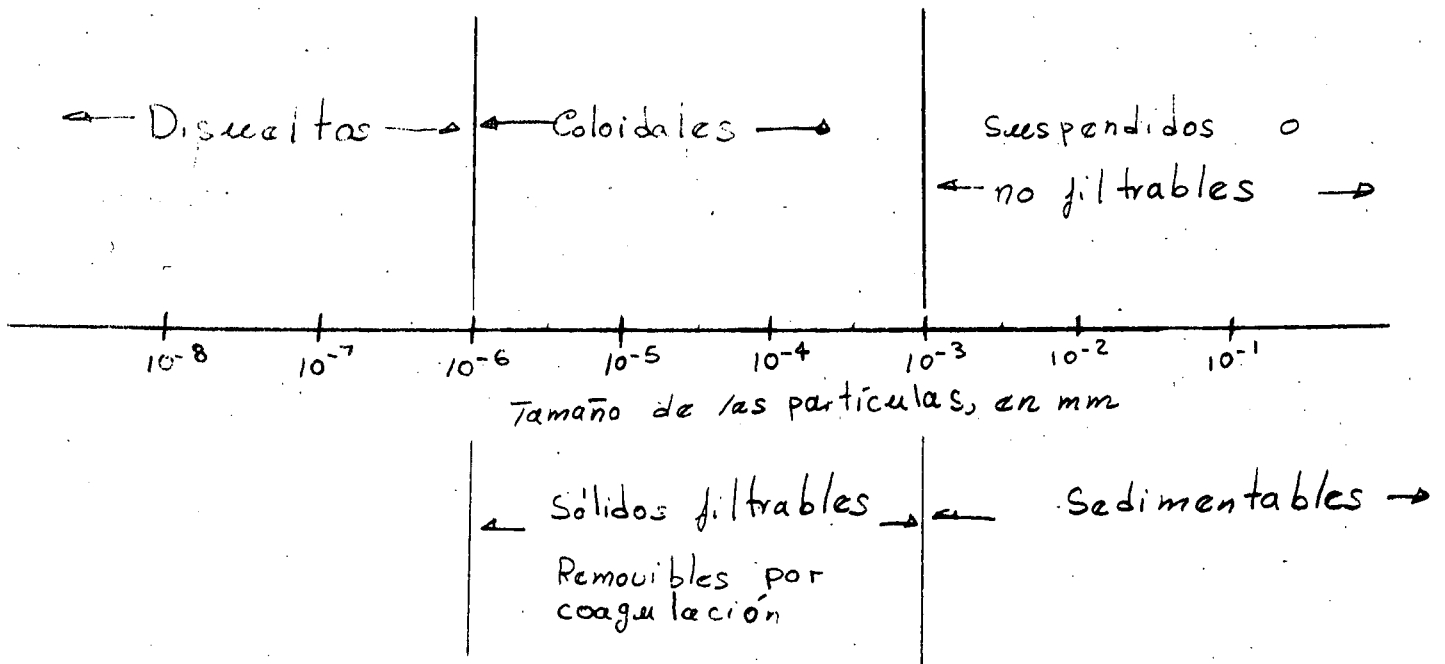 Disueltas
Coloidales
Suspendidos o
no filtrables
10-8 10-7 10-6 10-5 10-4 10-3 10-2 10-1
Tamaño de las partículas, en mm
Sólidos filtrables
Removibles por
coagulación
Sedimentables